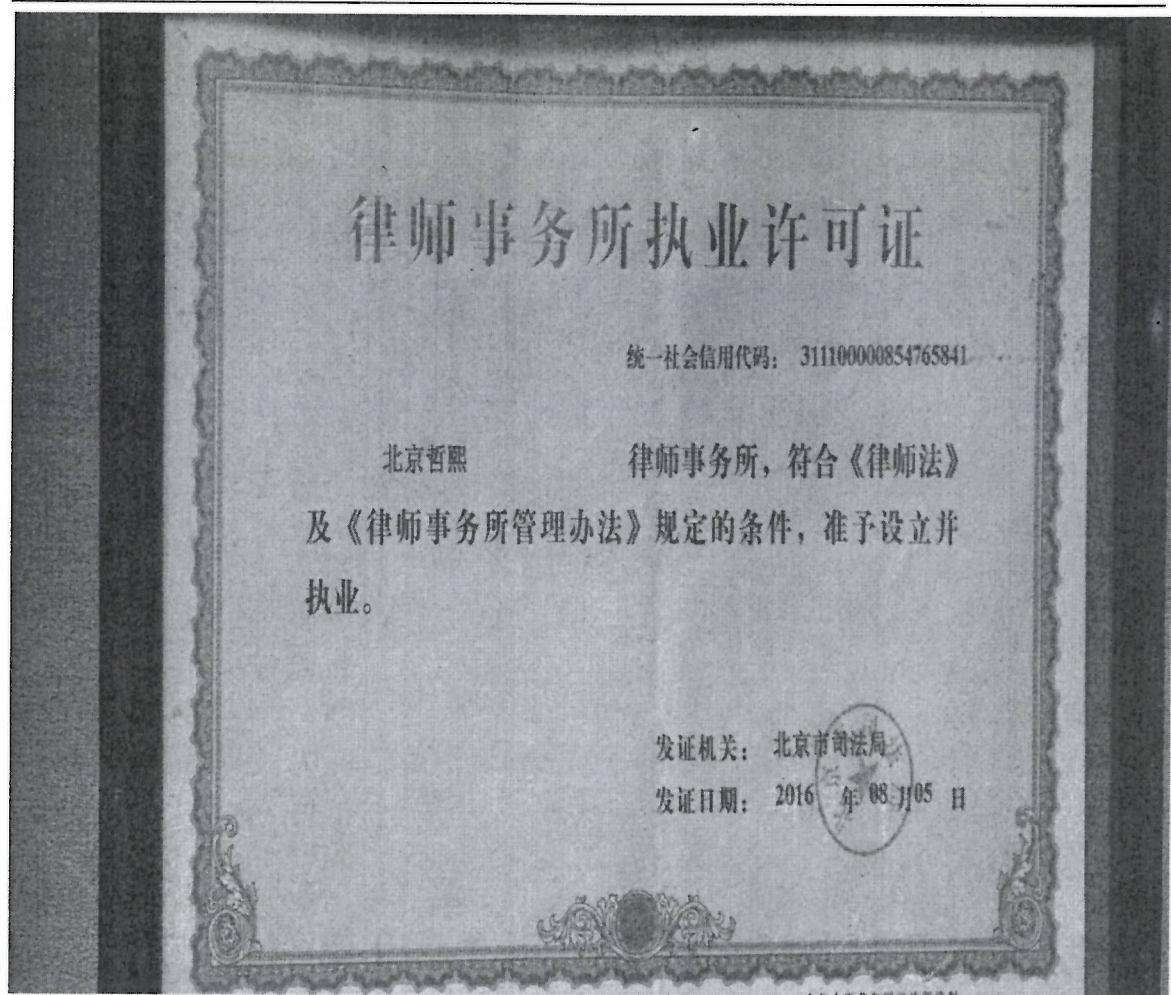 律师事务所执业许可证
统一社会信用代码： 311100000854765841
北京哲熙 律师事务所，符合《律师法》
及《律师事务所管理办法》规定的条件，准予设立并
执业。
发证机关： 北京市司法局
发证日期： 2016 年 08 月 05 日